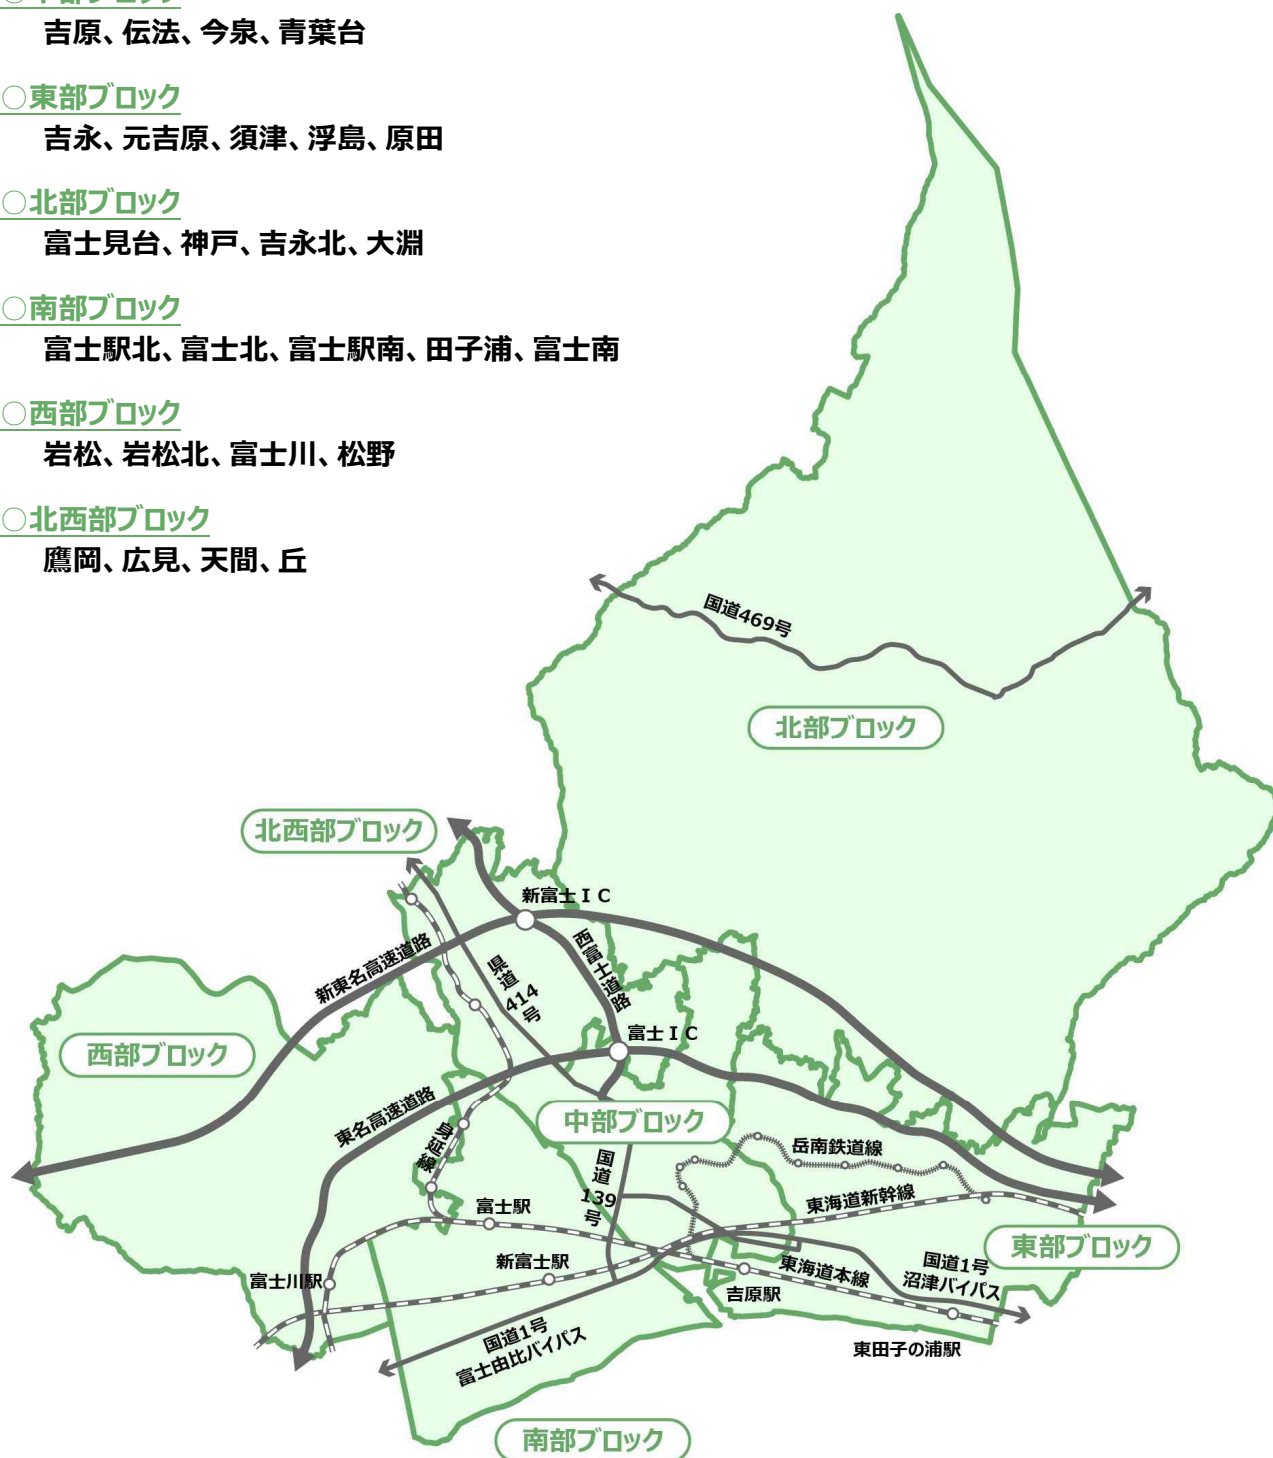 ○中部ブロック
吉原、伝法、今泉、青葉台
○東部ブロック
吉永、元吉原、須津、浮島、原田
○北部ブロック
富士見台、神戸、吉永北、大淵
○南部ブロック
富士駅北、富士北、富士駅南、田子浦、富士南
○西部ブロック
岩松、岩松北、富士川、松野
○北西部ブロック
鷹岡、広見、天間、丘
国道469号
北部ブロック
北西部ブロック
新富士IC
西富士道路
新東名高速道路
県道414号
富士IC
西部ブロック
東名高速道路
中部ブロック
身延線
国道139号
岳南鉄道線
東海道新幹線
富士駅
東部ブロック
新富士駅
富士川駅
東海道本線
国道1号
沼津バイパス
吉原駅
国道1号
富士由比バイパス
東田子の浦駅
南部ブロック